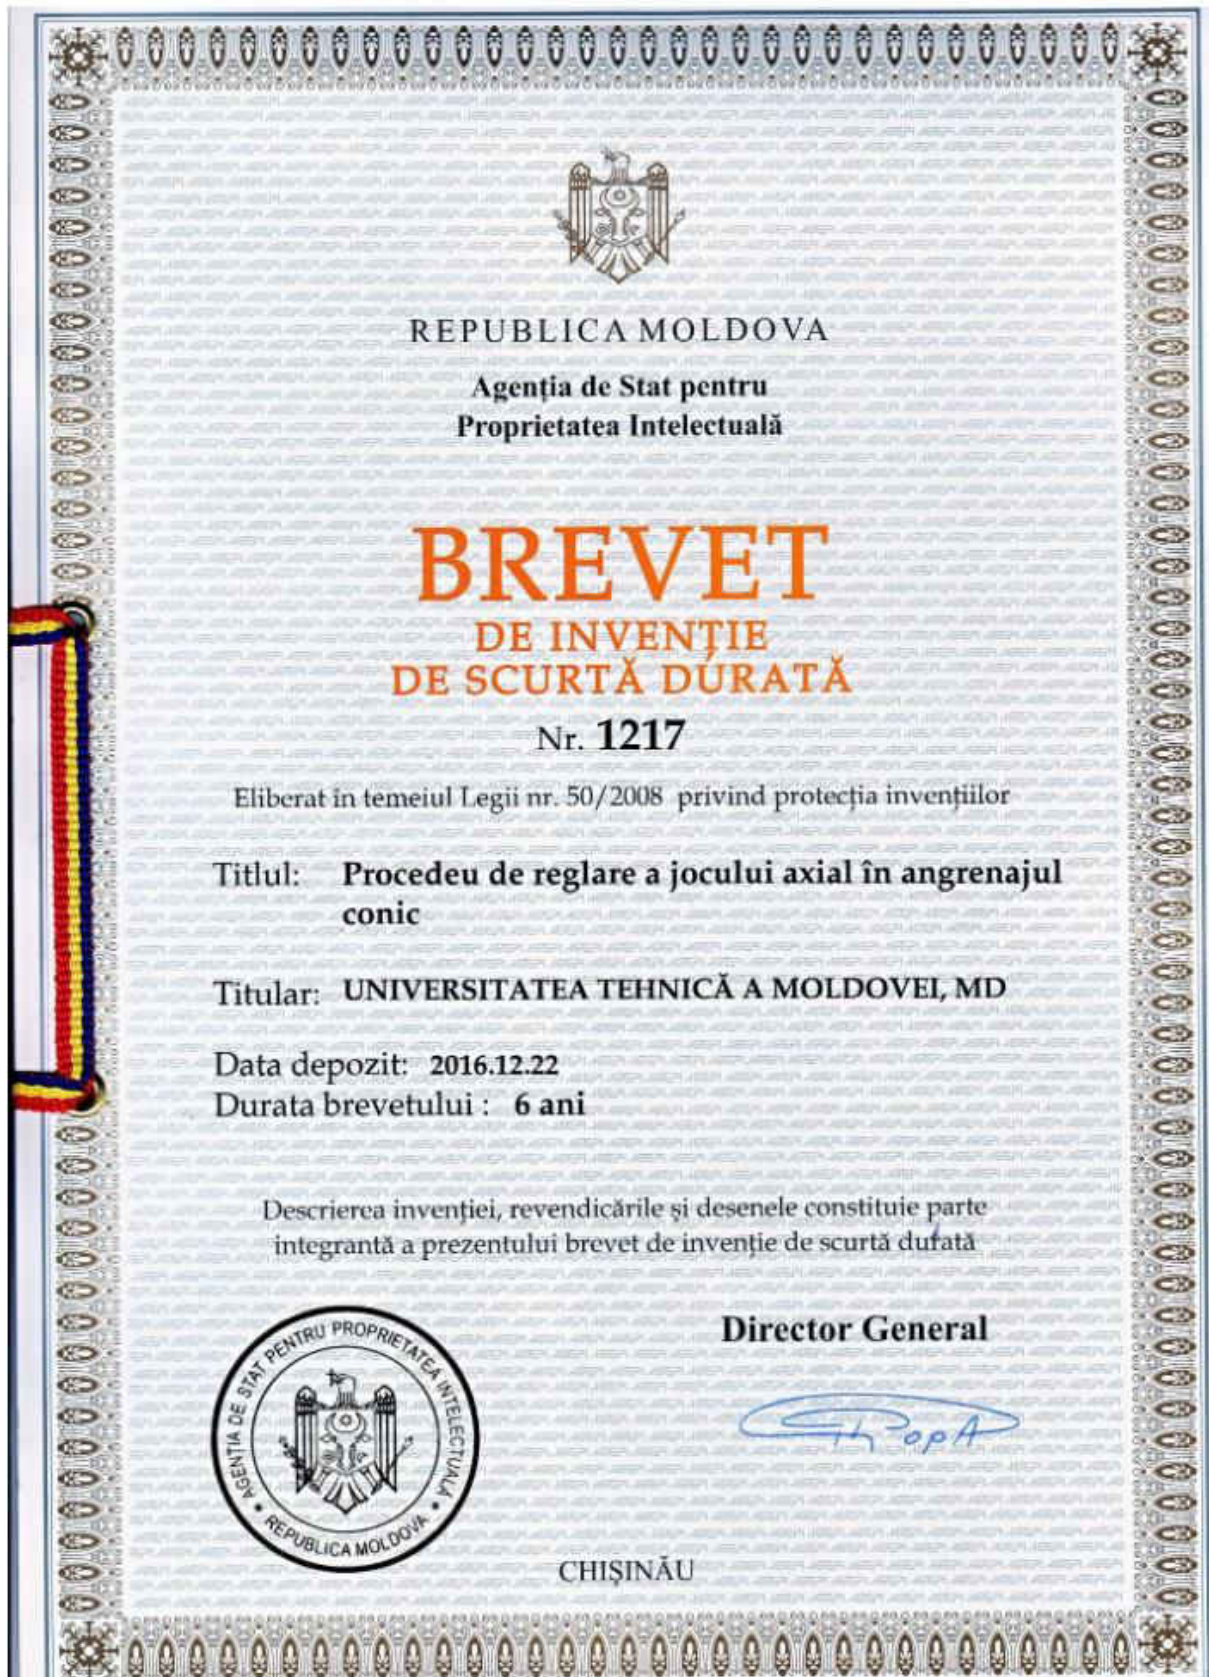 REPUBLICA MOLDOVA
Agenția de Stat pentru
Proprietatea Intelectuală
BREVET
DE INVENȚIE
DE SCURTĂ DURATĂ
Nr. 1217
Eliberat în temeiul Legii nr. 50/2008 privind protecția invențiilor
Titlul: Procedeu de reglare a jocului axial în angrenajul
conic
Titular: UNIVERSITATEA TEHNICĂ A MOLDOVEI, MD
Data depozit: 2016.12.22
Durata brevetului : 6 ani
Descrierea invenției, revendicările și desenele constituie parte
integrantă a prezentului brevet de invenție de scurtă durată
Director General
AGENȚIA DE STAT PENTRU PROPRIETATEA INTELECTUALĂ
REPUBLICA MOLDOVA
CHIȘINĂU